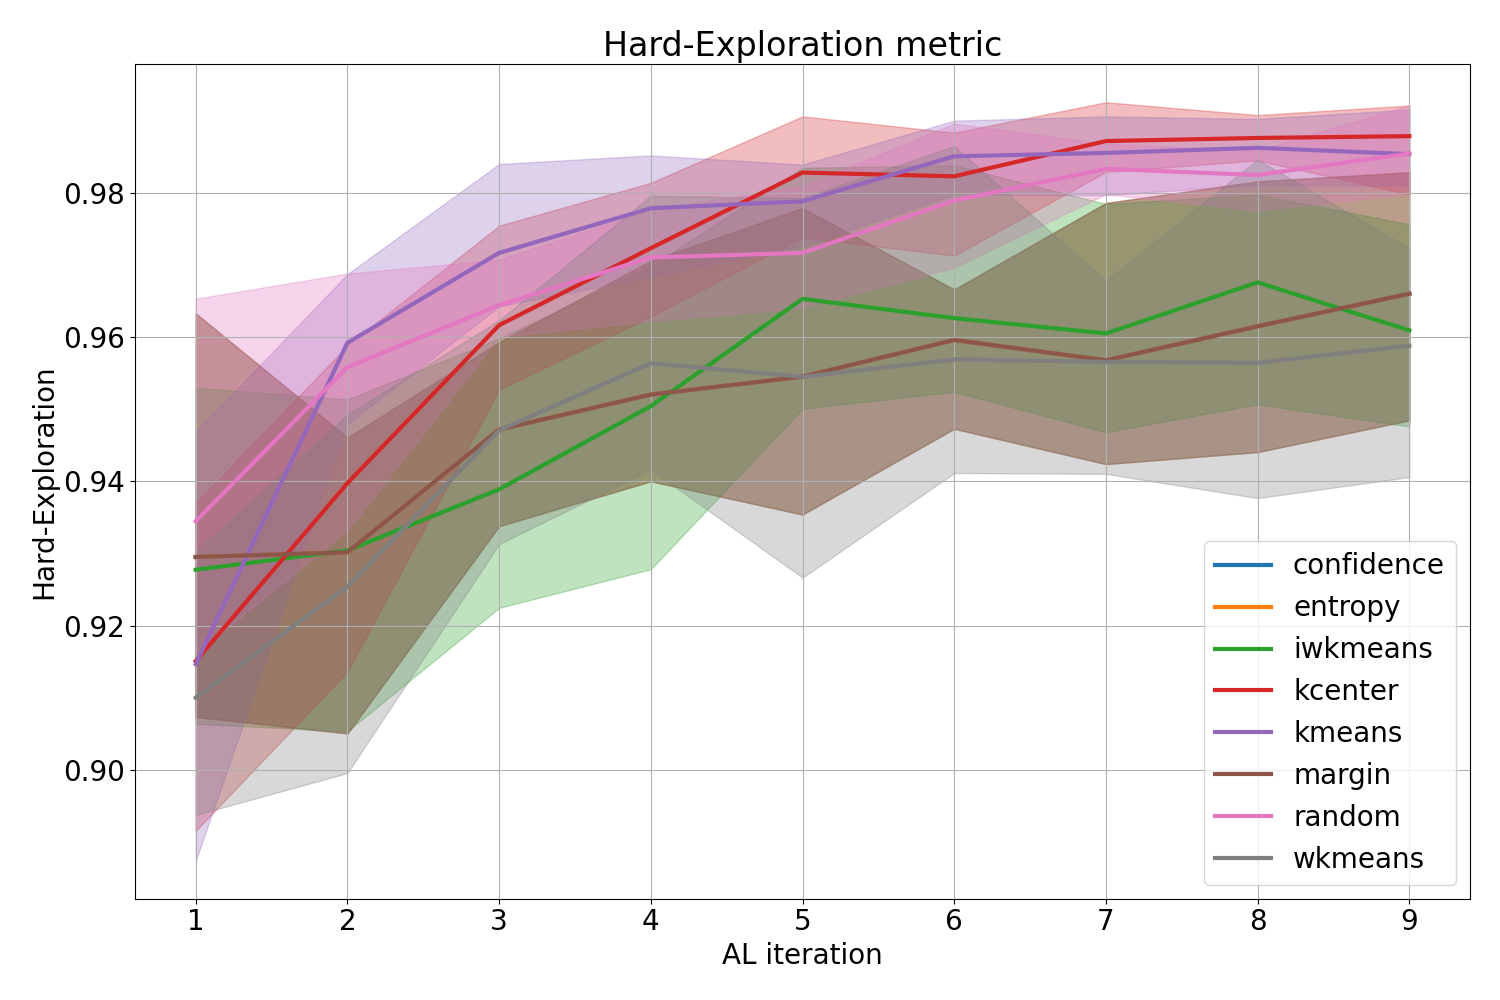 Hard-Exploration metric
Hard-Exploration
0.98
0.96
0.94
0.92
0.90
1 2 3 4 5 6 7 8 9
AL iteration
confidence
entropy
iwkmeans
kcenter
kmeans
margin
random
wkmeans